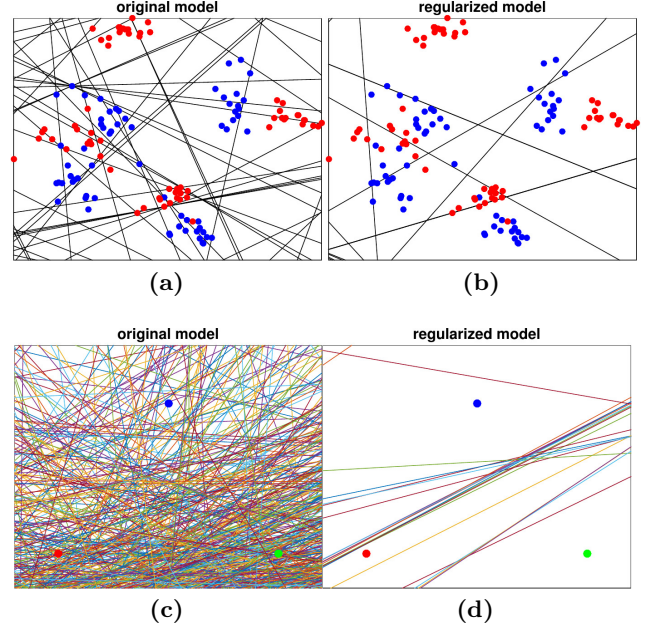 original model
regularized model
(a)
(b)
original model
regularized model
(c)
(d)